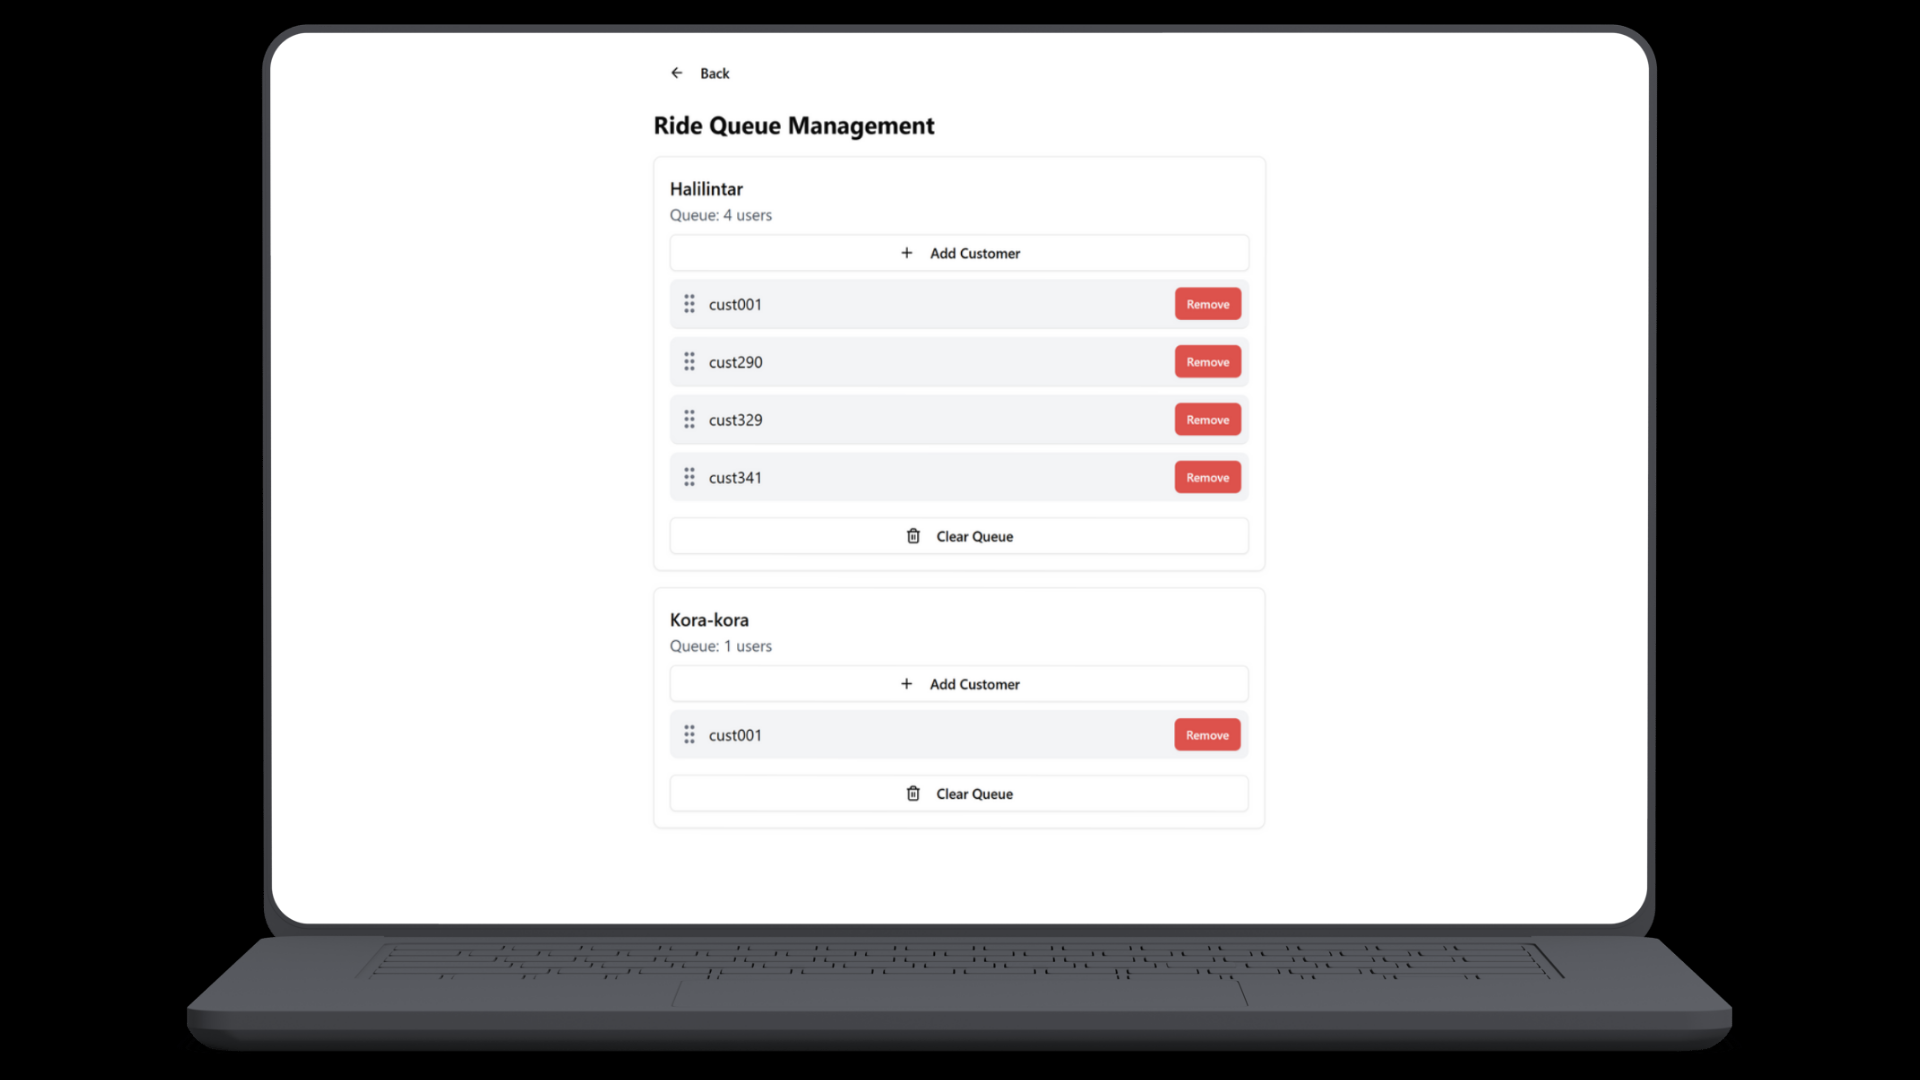 Back
Ride Queue Management
Halilintar
Queue: 4 users
Add Customer
cust001 Remove
cust290 Remove
cust329 Remove
cust341 Remove
Clear Queue
Kora-kora
Queue: 1 users
Add Customer
cust001 Remove
Clear Queue